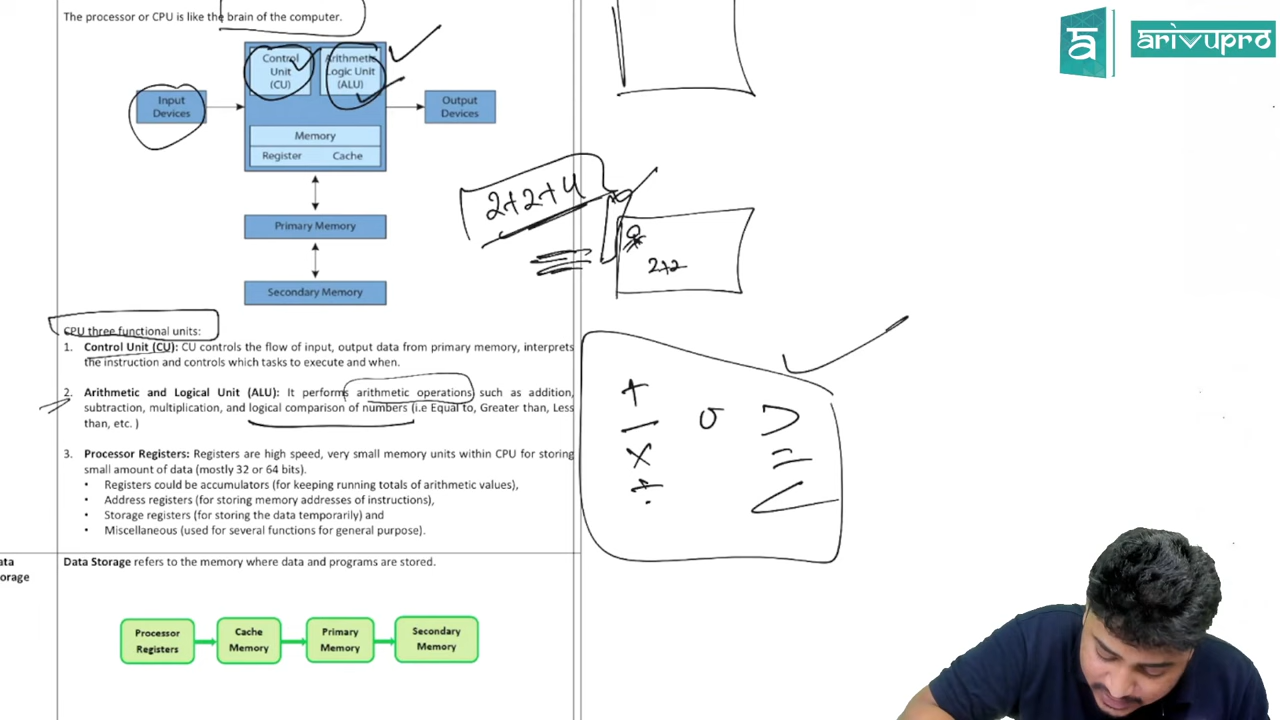 The processor or CPU is like the brain of the computer.
Control
Unit
(CU)
Arithmetic
Logic Unit
(ALU)
Input
Devices
Output
Devices
Memory
Register Cache
Primary Memory
Secondary Memory
2+2+4
2+2
CPU three functional units:
1. Control Unit (CU): CU controls the flow of input, output data from primary memory, interprets
the instruction and controls which tasks to execute and when.
2. Arithmetic and Logical Unit (ALU): It performs arithmetic operations such as addition,
subtraction, multiplication, and logical comparison of numbers (i.e Equal to, Greater than, Less
than, etc. )
3. Processor Registers: Registers are high speed, very small memory units within CPU for storing
small amount of data (mostly 32 or 64 bits).
• Registers could be accumulators (for keeping running totals of arithmetic values),
• Address registers (for storing memory addresses of instructions),
• Storage registers (for storing the data temporarily) and
• Miscellaneous (used for several functions for general purpose).
+ >
− =
× <
÷
ata
orage
Data Storage refers to the memory where data and programs are stored.
Processor
Registers
Cache
Memory
Primary
Memory
Secondary
Memory
arivupro